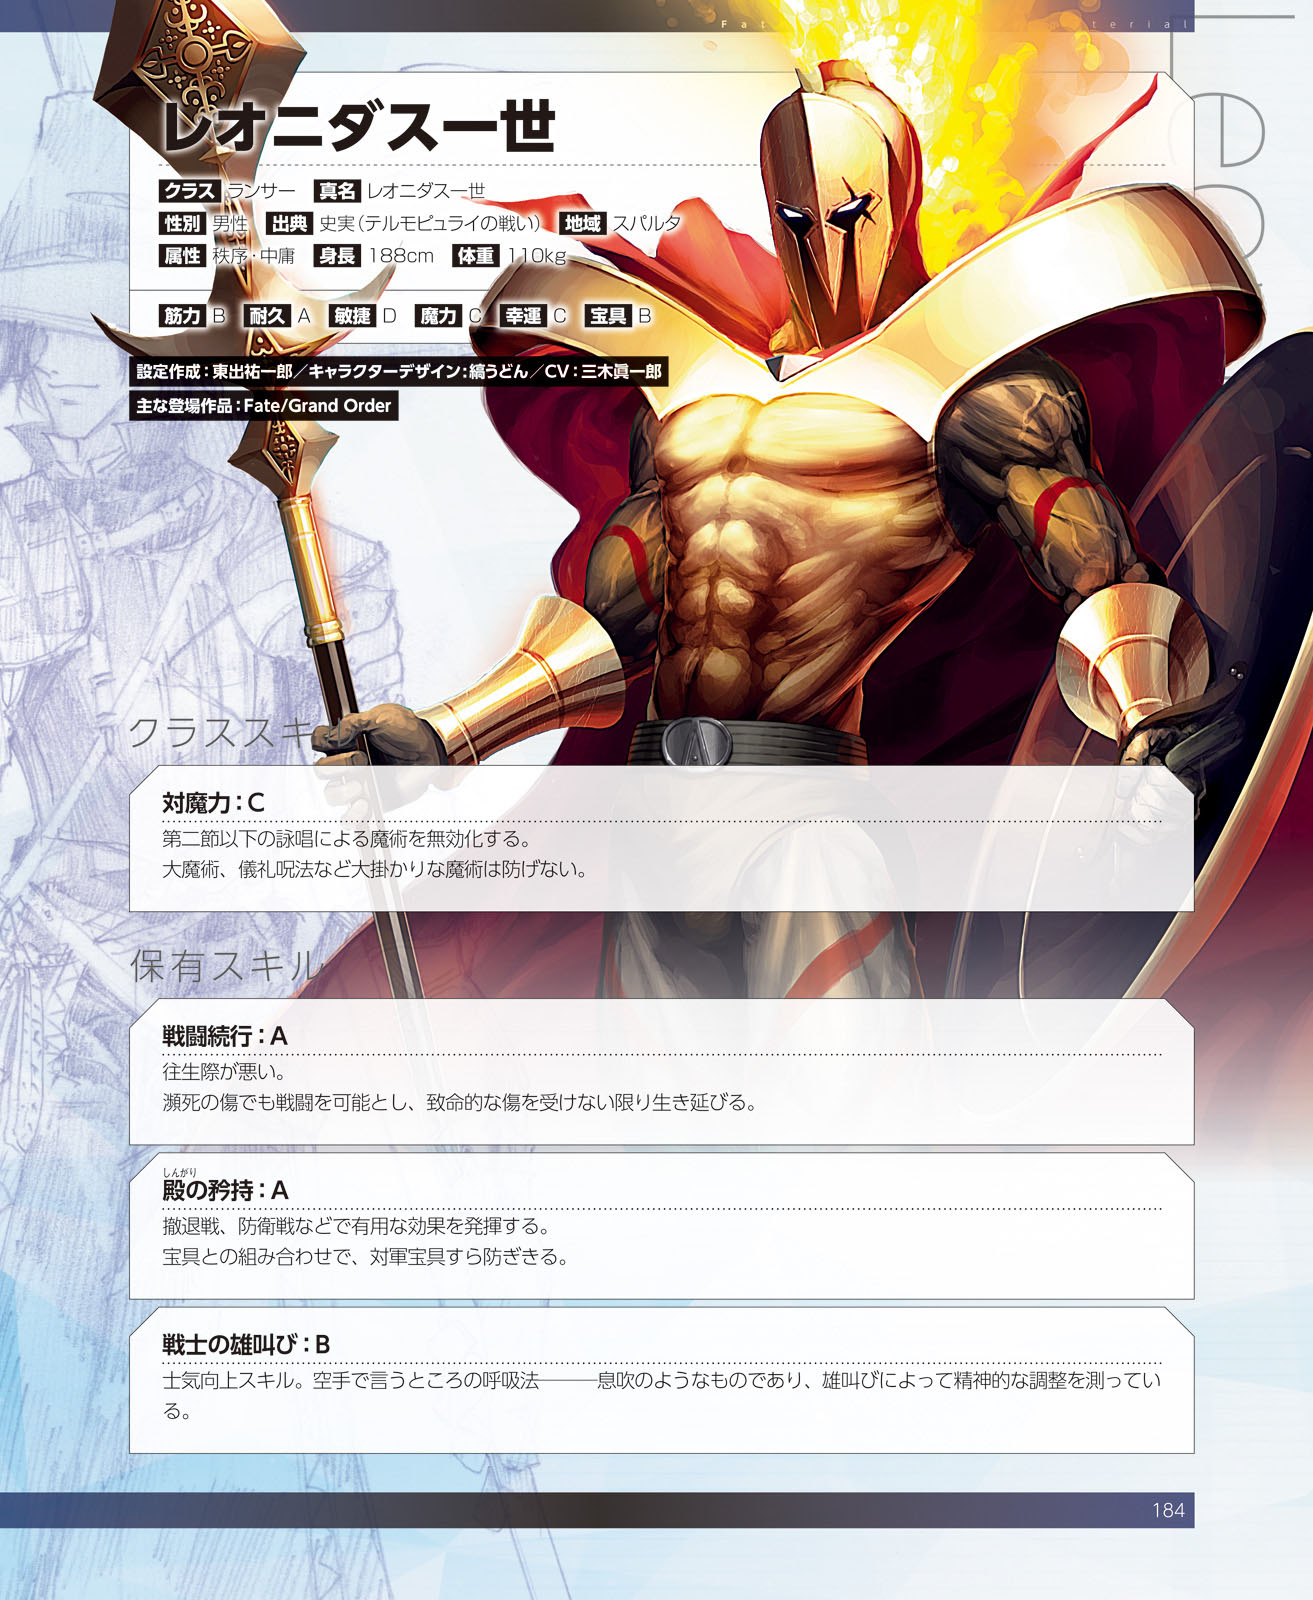 レオニダス一世
クラス ランサー 真名 レオニダス一世
性別 男性 出典 史実(テルモピュライの戦い) 地域 スパルタ
属性 秩序・中庸 身長 188cm 体重 110kg
筋力 B 耐久 A 敏捷 D 魔力 C 幸運 C 宝具 B
設定作成:東出祐一郎/キャラクターデザイン:縞うどん/CV:三木眞一郎
主な登場作品:Fate/Grand Order
クラススキル
対魔力:C
第二節以下の詠唱による魔術を無効化する。
大魔術、儀礼呪法など大掛かりな魔術は防げない。
保有スキル
戦闘続行:A
往生際が悪い。
瀕死の傷でも戦闘を可能とし、致命的な傷を受けない限り生き延びる。
しんがり
殿の矜持:A
撤退戦、防衛戦などで有用な効果を発揮する。
宝具との組み合わせで、対軍宝具すら防ぎきる。
戦士の雄叫び:B
士気向上スキル。空手で言うところの呼吸法───息吹のようなものであり、雄叫びによって精神的な調整を測ってい
る。
184